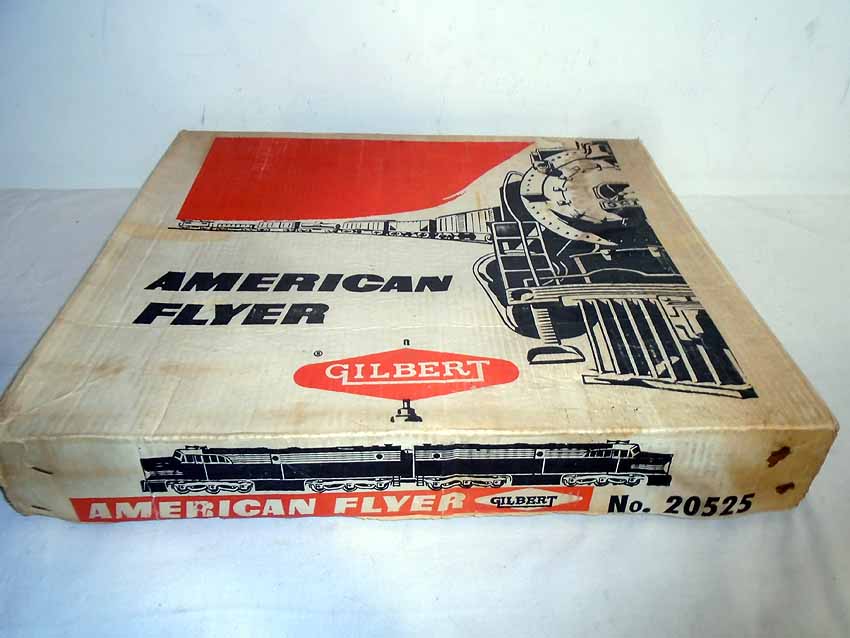 AMERICAN
FLYER
® GILBERT
AMERICAN FLYER GILBERT No. 20525